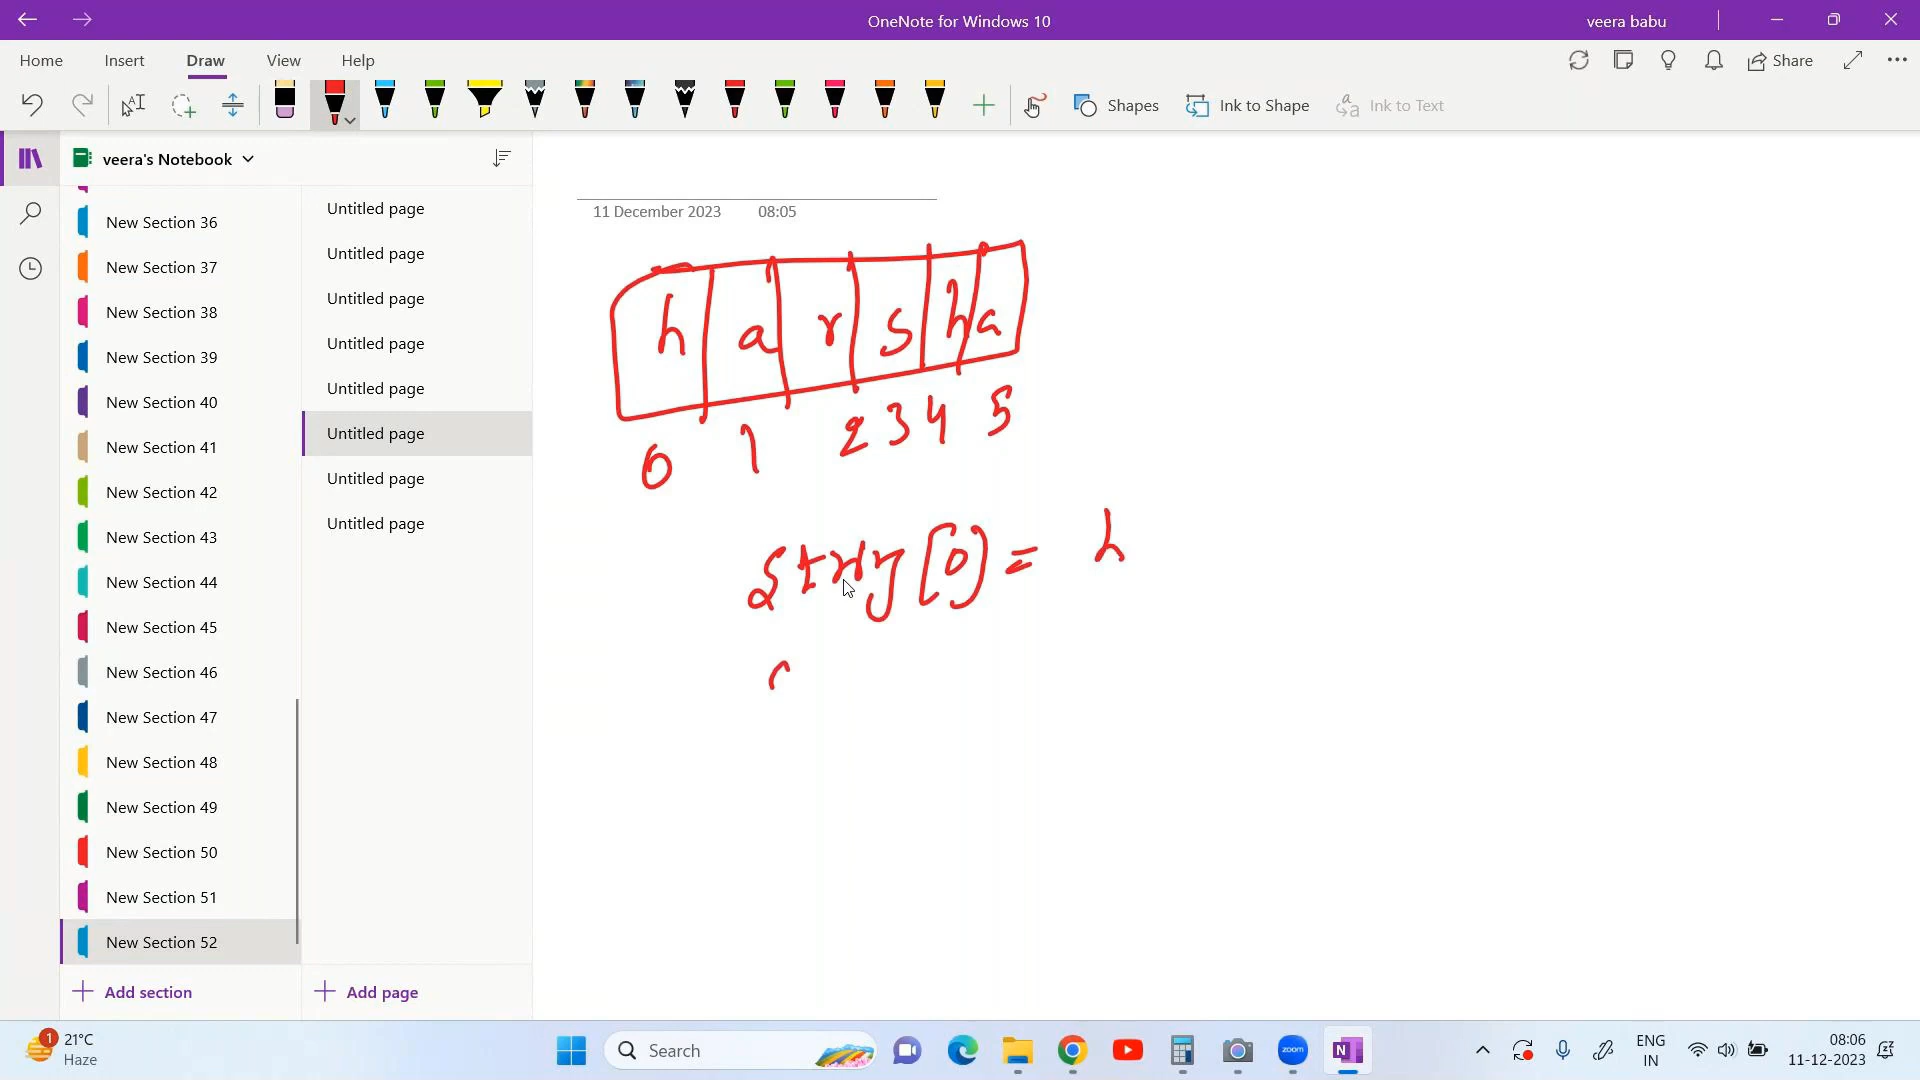 OneNote for Windows 10
veera babu
Home Insert Draw View Help
Share
Shapes Ink to Shape Ink to Text
veera's Notebook
New Section 36
New Section 37
New Section 38
New Section 39
New Section 40
New Section 41
New Section 42
New Section 43
New Section 44
New Section 45
New Section 46
New Section 47
New Section 48
New Section 49
New Section 50
New Section 51
New Section 52
Add section
Untitled page
Untitled page
Untitled page
Untitled page
Untitled page
Untitled page
Untitled page
Untitled page
Add page
11 December 2023 08:05
h a r s h a
0 1 2 3 4 5
string [0] = h
1
21°C
Haze
Search
zoom
N
ENG
IN
08:06
11-12-2023